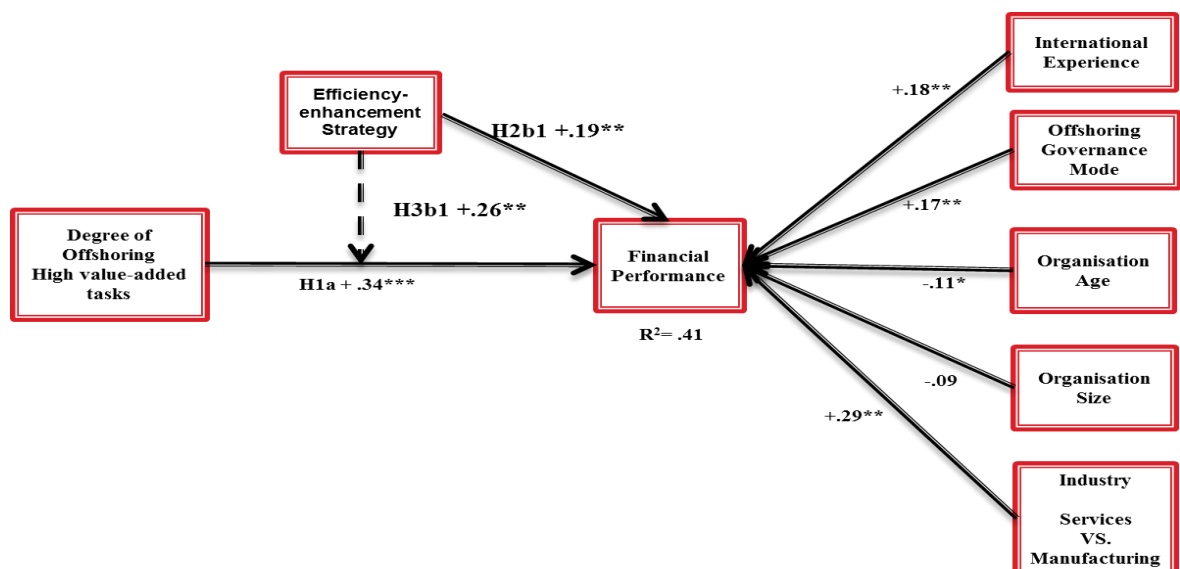 Efficiency-
enhancement
Strategy
H2b1 +.19**
H3b1 +.26**
Degree of
Offshoring
High value-added
tasks
H1a + .34***
Financial
Performance
R²= .41
International
Experience
+.18**
Offshoring
Governance
Mode
+.17**
Organisation
Age
-.11*
Organisation
Size
-.09
+.29**
Industry
Services
VS.
Manufacturing